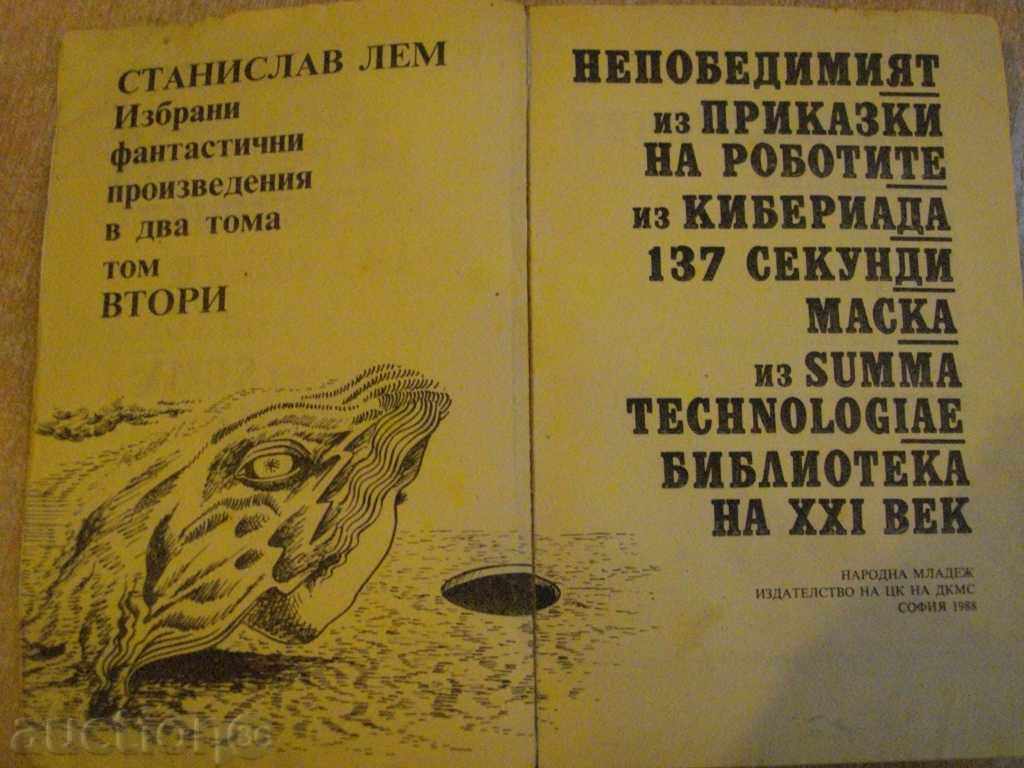 СТАНИСЛАВ ЛЕМ
Избрани
фантастични
произведения
в два тома
том
ВТОРИ
НЕПОБЕДИМИЯТ
из ПРИКАЗКИ
НА РОБОТИТЕ
из КИБЕРИАДА
137 СЕКУНДИ
МАСКА
из SUMMA
TECHNOLOGIAE
БИБЛИОТЕКА
НА XXI ВЕК
НАРОДНА МЛАДЕЖ
ИЗДАТЕЛСТВО НА ЦК НА ДКМС
СОФИЯ 1988